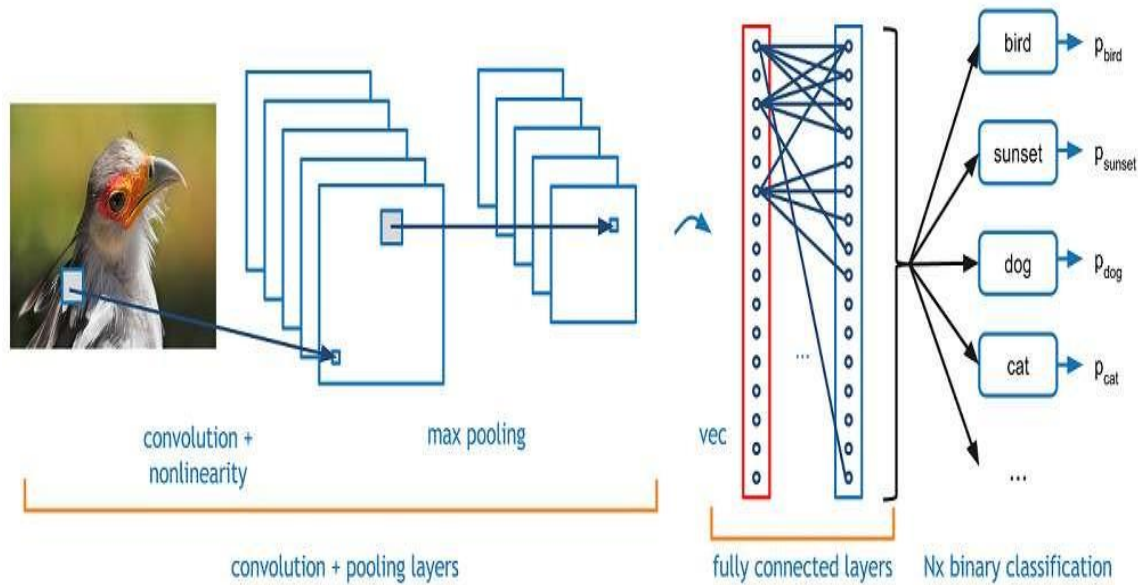 bird
p_bird
sunset
p_sunset
dog
p_dog
cat
p_cat
...
...
convolution +
nonlinearity
max pooling
vec
convolution + pooling layers
fully connected layers
Nx binary classification